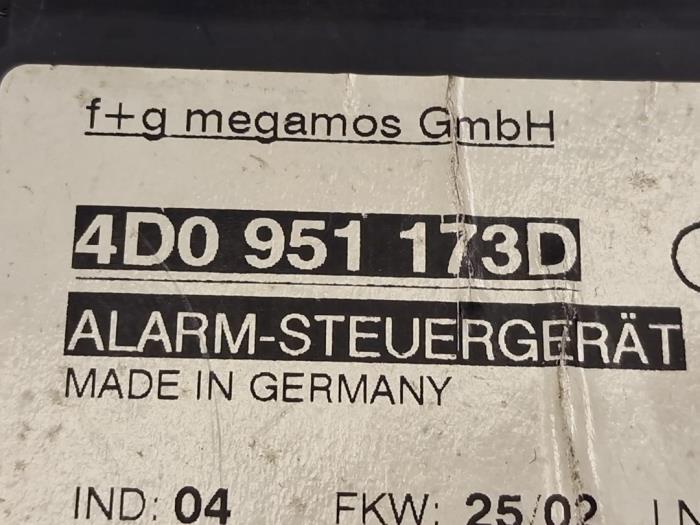 f+g megamos GmbH
4D0 951 173D
ALARM-STEUERGERÄT
MADE IN GERMANY
IND: 04 FKW: 25/02